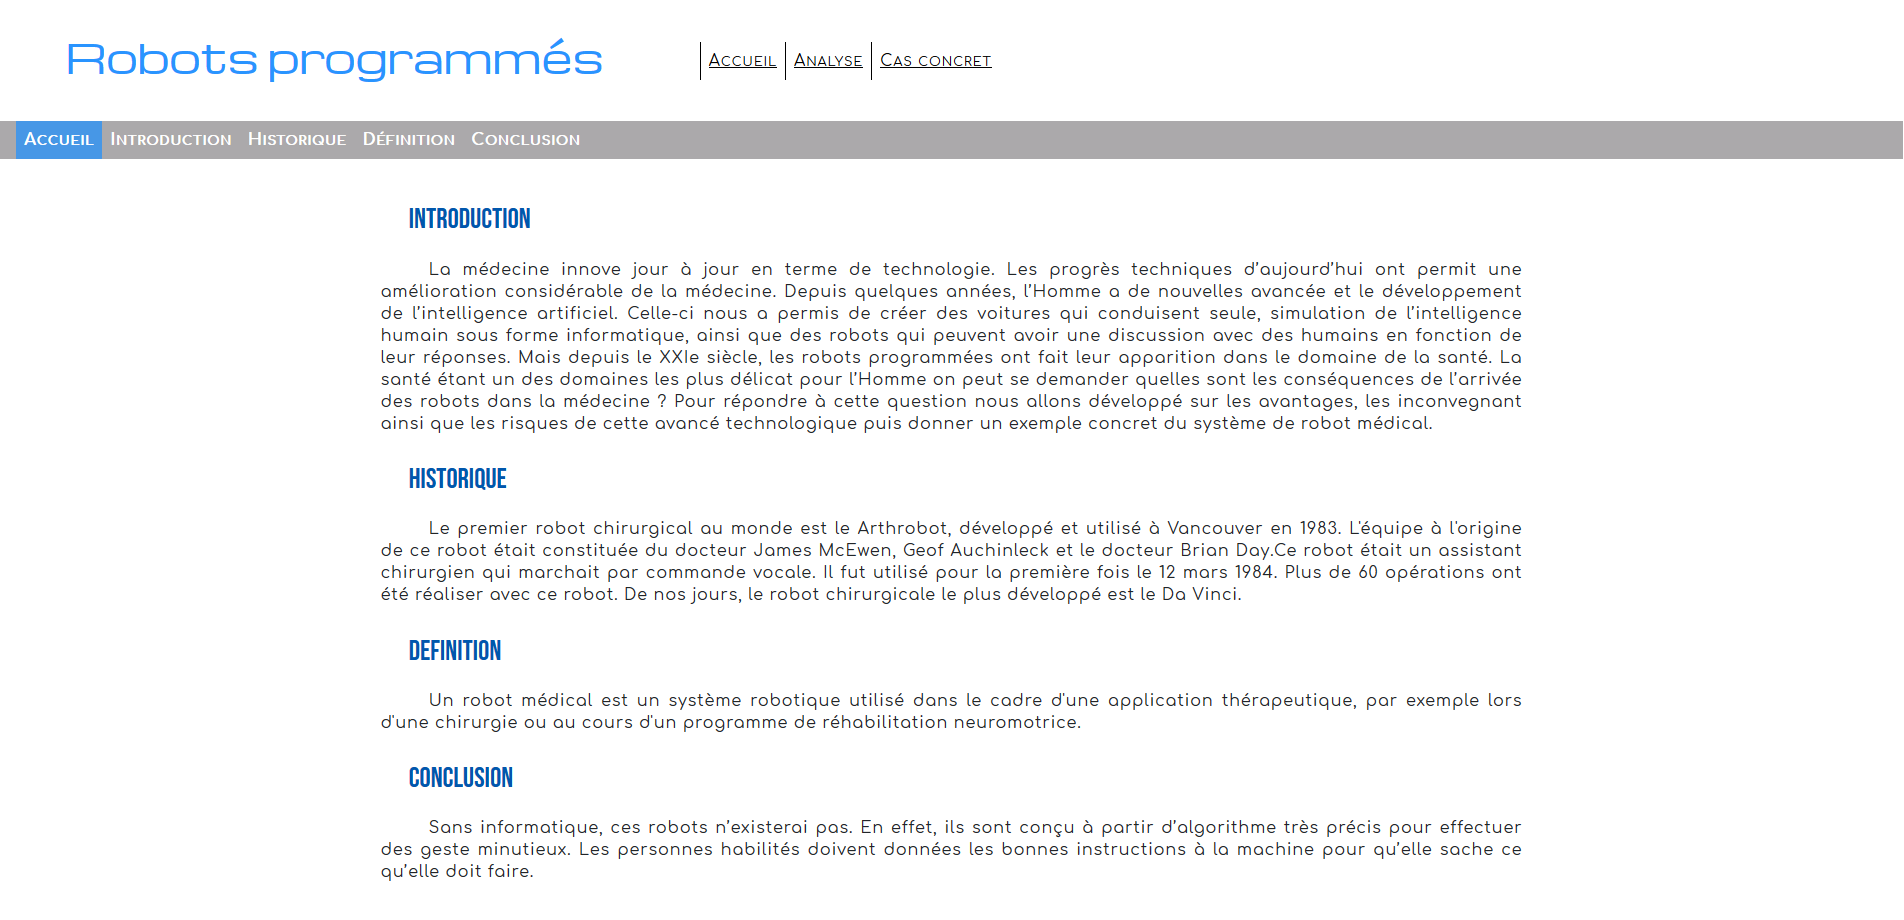 Robots programmés
Accueil Analyse Cas concret
Accueil Introduction Historique Définition Conclusion
INTRODUCTION
La médecine innove jour à jour en terme de technologie. Les progrès techniques d’aujourd’hui ont permit une
amélioration considérable de la médecine. Depuis quelques années, l’Homme a de nouvelles avancée et le développement
de l’intelligence artificiel. Celle-ci nous a permis de créer des voitures qui conduisent seule, simulation de l’intelligence
humain sous forme informatique, ainsi que des robots qui peuvent avoir une discussion avec des humains en fonction de
leur réponses. Mais depuis le XXIe siècle, les robots programmées ont fait leur apparition dans le domaine de la santé. La
santé étant un des domaines les plus délicat pour l’Homme on peut se demander quelles sont les conséquences de l’arrivée
des robots dans la médecine ? Pour répondre à cette question nous allons développé sur les avantages, les inconvegnant
ainsi que les risques de cette avancé technologique puis donner un exemple concret du système de robot médical.
HISTORIQUE
Le premier robot chirurgical au monde est le Arthrobot, développé et utilisé à Vancouver en 1983. L'équipe à l'origine
de ce robot était constituée du docteur James McEwen, Geof Auchinleck et le docteur Brian Day.Ce robot était un assistant
chirurgien qui marchait par commande vocale. Il fut utilisé pour la première fois le 12 mars 1984. Plus de 60 opérations ont
été réaliser avec ce robot. De nos jours, le robot chirurgicale le plus développé est le Da Vinci.
DEFINITION
Un robot médical est un système robotique utilisé dans le cadre d'une application thérapeutique, par exemple lors
d'une chirurgie ou au cours d'un programme de réhabilitation neuromotrice.
CONCLUSION
Sans informatique, ces robots n’existerai pas. En effet, ils sont conçu à partir d’algorithme très précis pour effectuer
des geste minutieux. Les personnes habilités doivent données les bonnes instructions à la machine pour qu’elle sache ce
qu’elle doit faire.